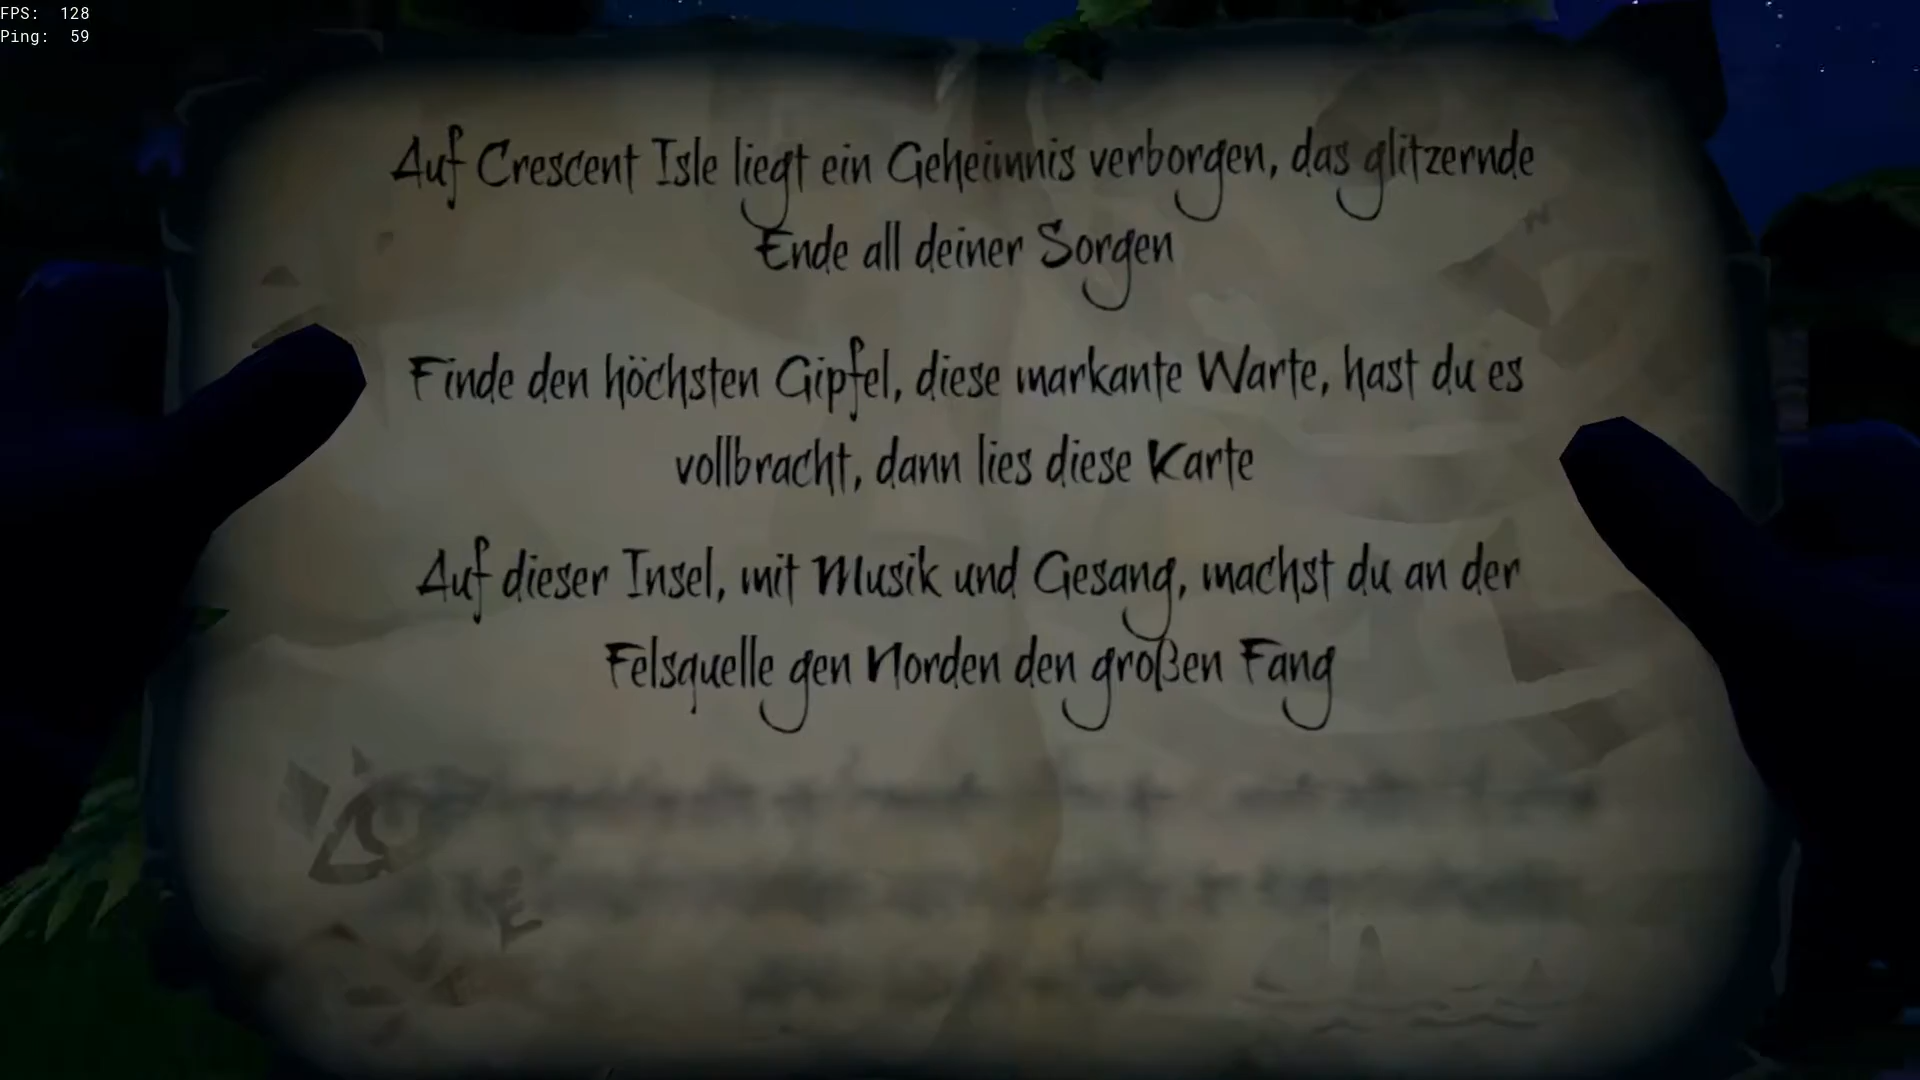 FPS: 128
Ping: 59
Auf Crescent Isle liegt ein Geheimnis verborgen, das glitzernde
Ende all deiner Sorgen
Finde den höchsten Gipfel, diese markante Warte, hast du es
vollbracht, dann lies diese Karte
Auf dieser Insel, mit Musik und Gesang, machst du an der
Felsquelle gen Norden den großen Fang